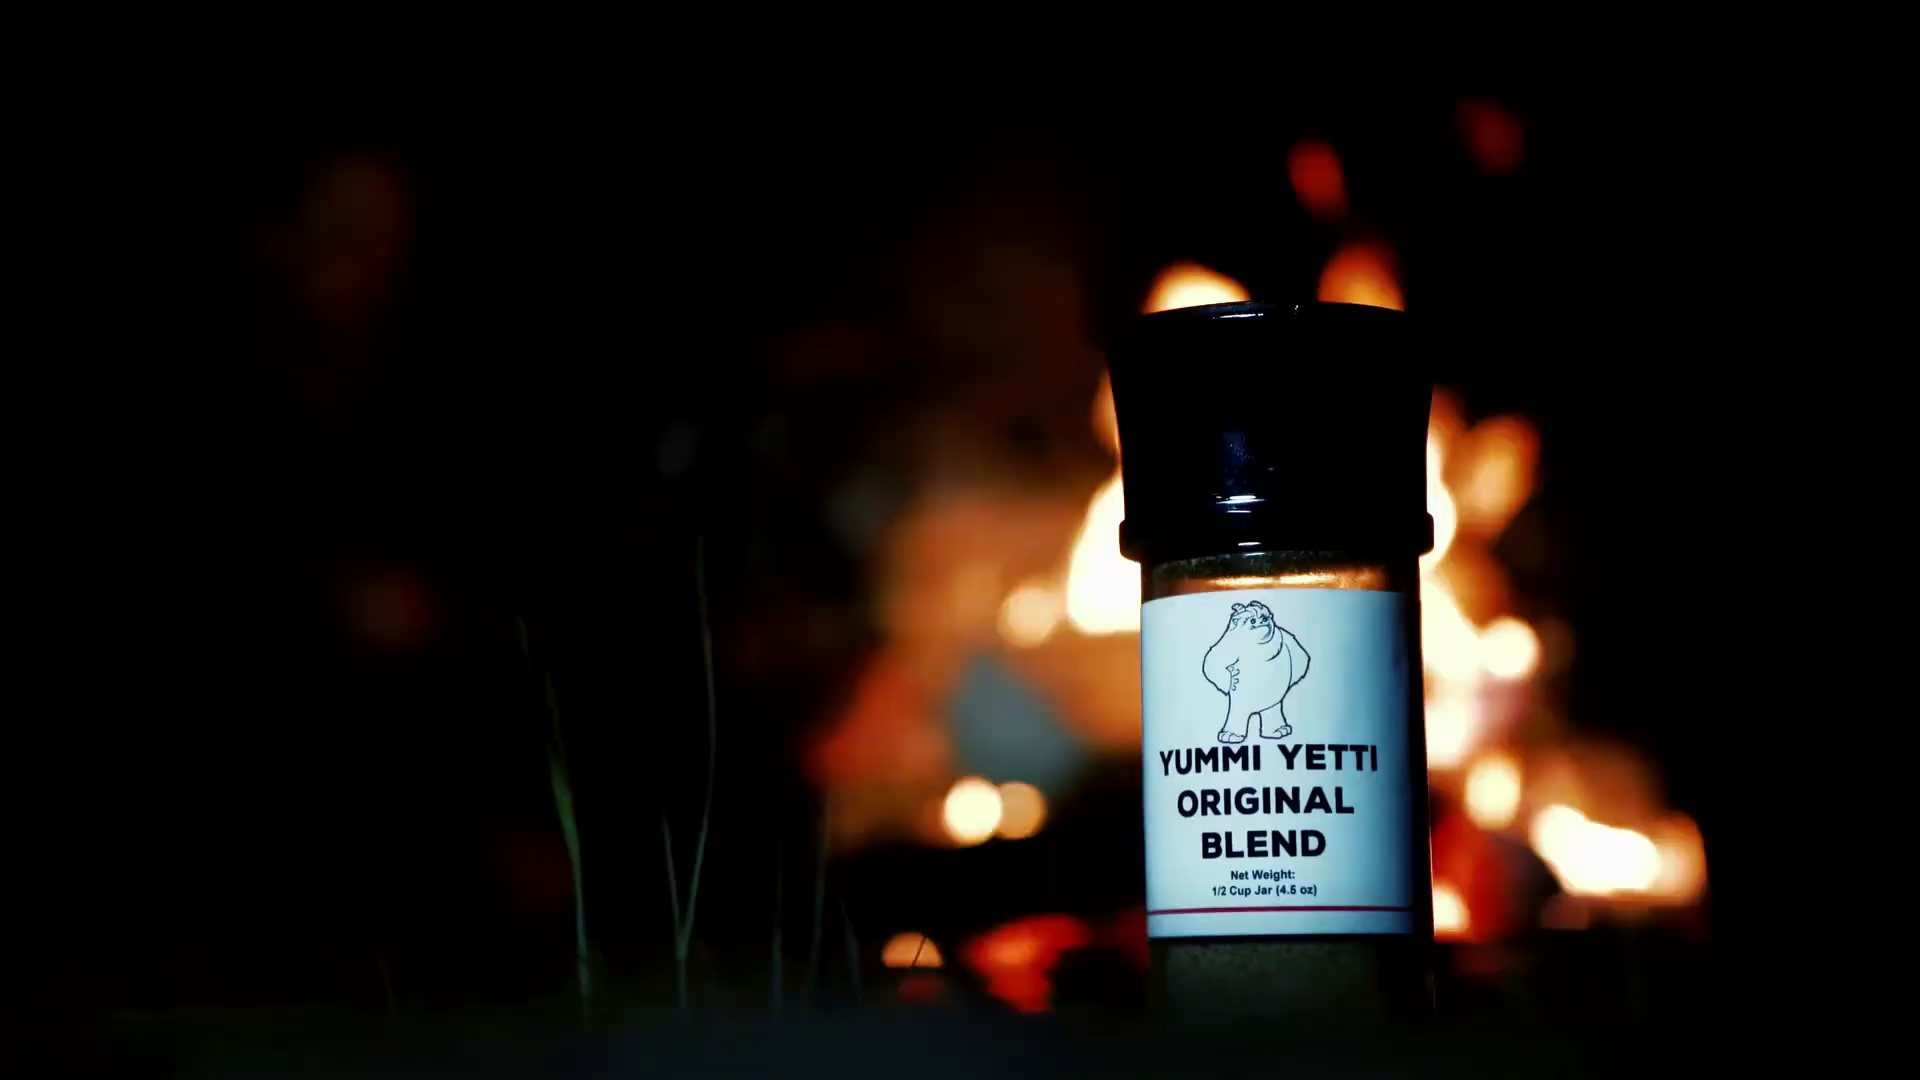 YUMMI YETTI
ORIGINAL
BLEND
Net Weight:
1/2 Cup Jar (4.5 oz)